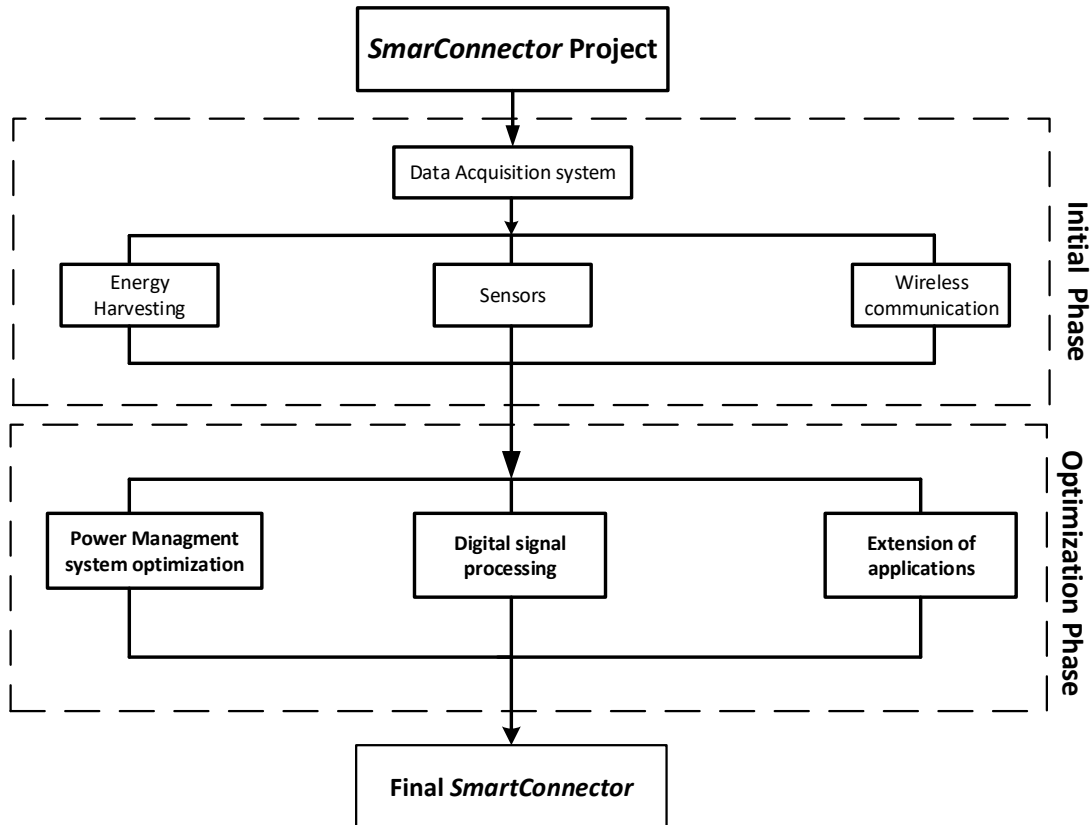 SmarConnector Project
Data Acquisition system
Energy
Harvesting
Sensors
Wireless
communication
Initial Phase
Power Managment
system optimization
Digital signal
processing
Extension of
applications
Optimization Phase
Final SmartConnector